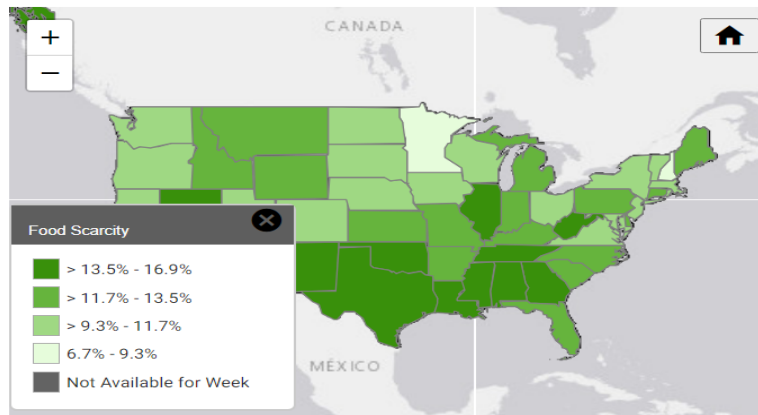 +
CANADA
−
Food Scarcity
> 13.5% - 16.9%
> 11.7% - 13.5%
> 9.3% - 11.7%
6.7% - 9.3%
Not Available for Week
MÉXICO